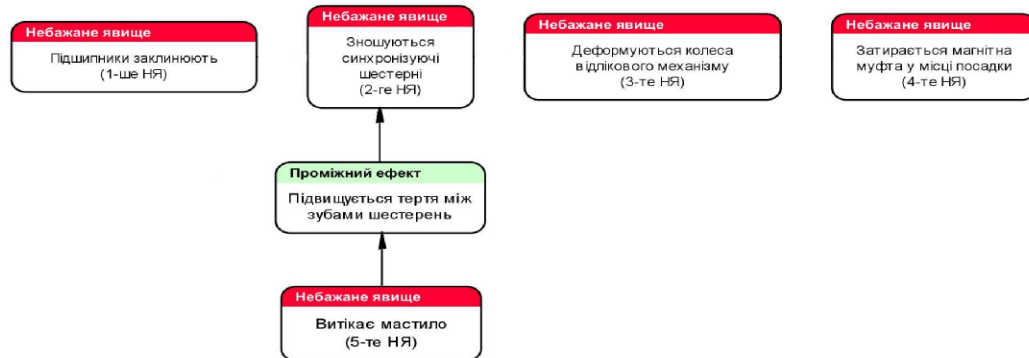 Небажане явище
Підшипники заклинюють
(1-ше НЯ)
Небажане явище
Зношуються
синхронізуючі
шестерні
(2-ге НЯ)
Небажане явище
Деформуються колеса
відлікового механізму
(3-те НЯ)
Небажане явище
Затирається магнітна
муфта у місці посадки
(4-те НЯ)
Проміжний ефект
Підвищується тертя між
зубами шестерень
Небажане явище
Витікає мастило
(5-те НЯ)